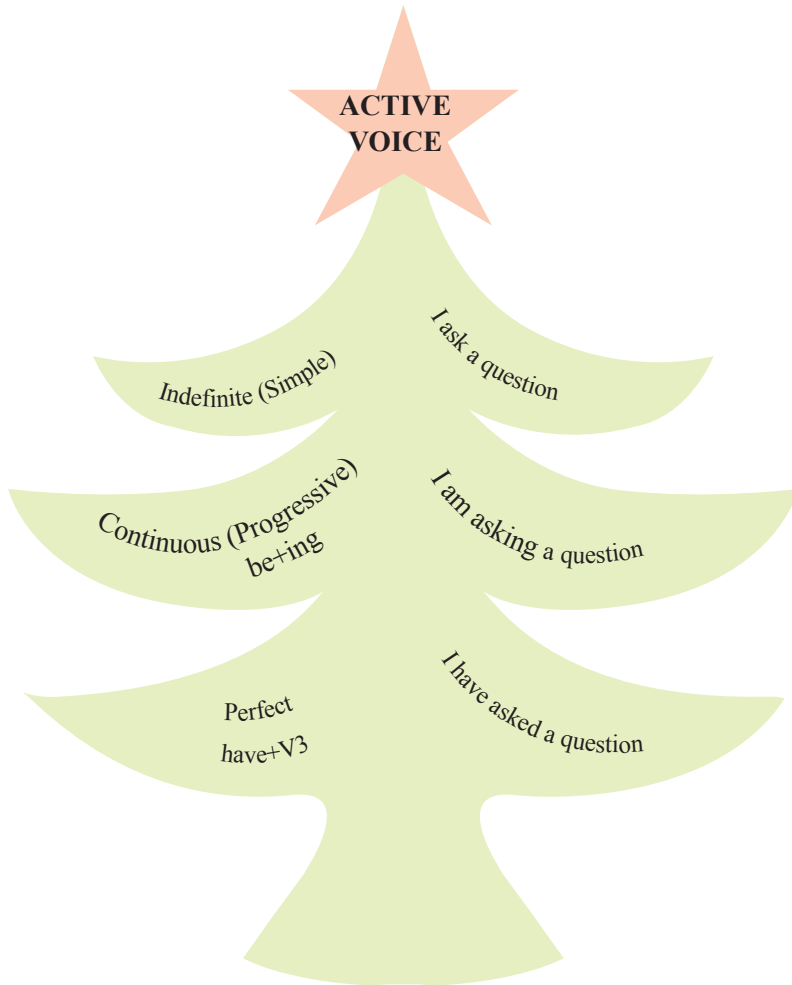 ACTIVE
VOICE
Indefinite (Simple)
I ask a question
Continuous (Progressive)
be+ing
I am asking a question
Perfect
have+V3
I have asked a question